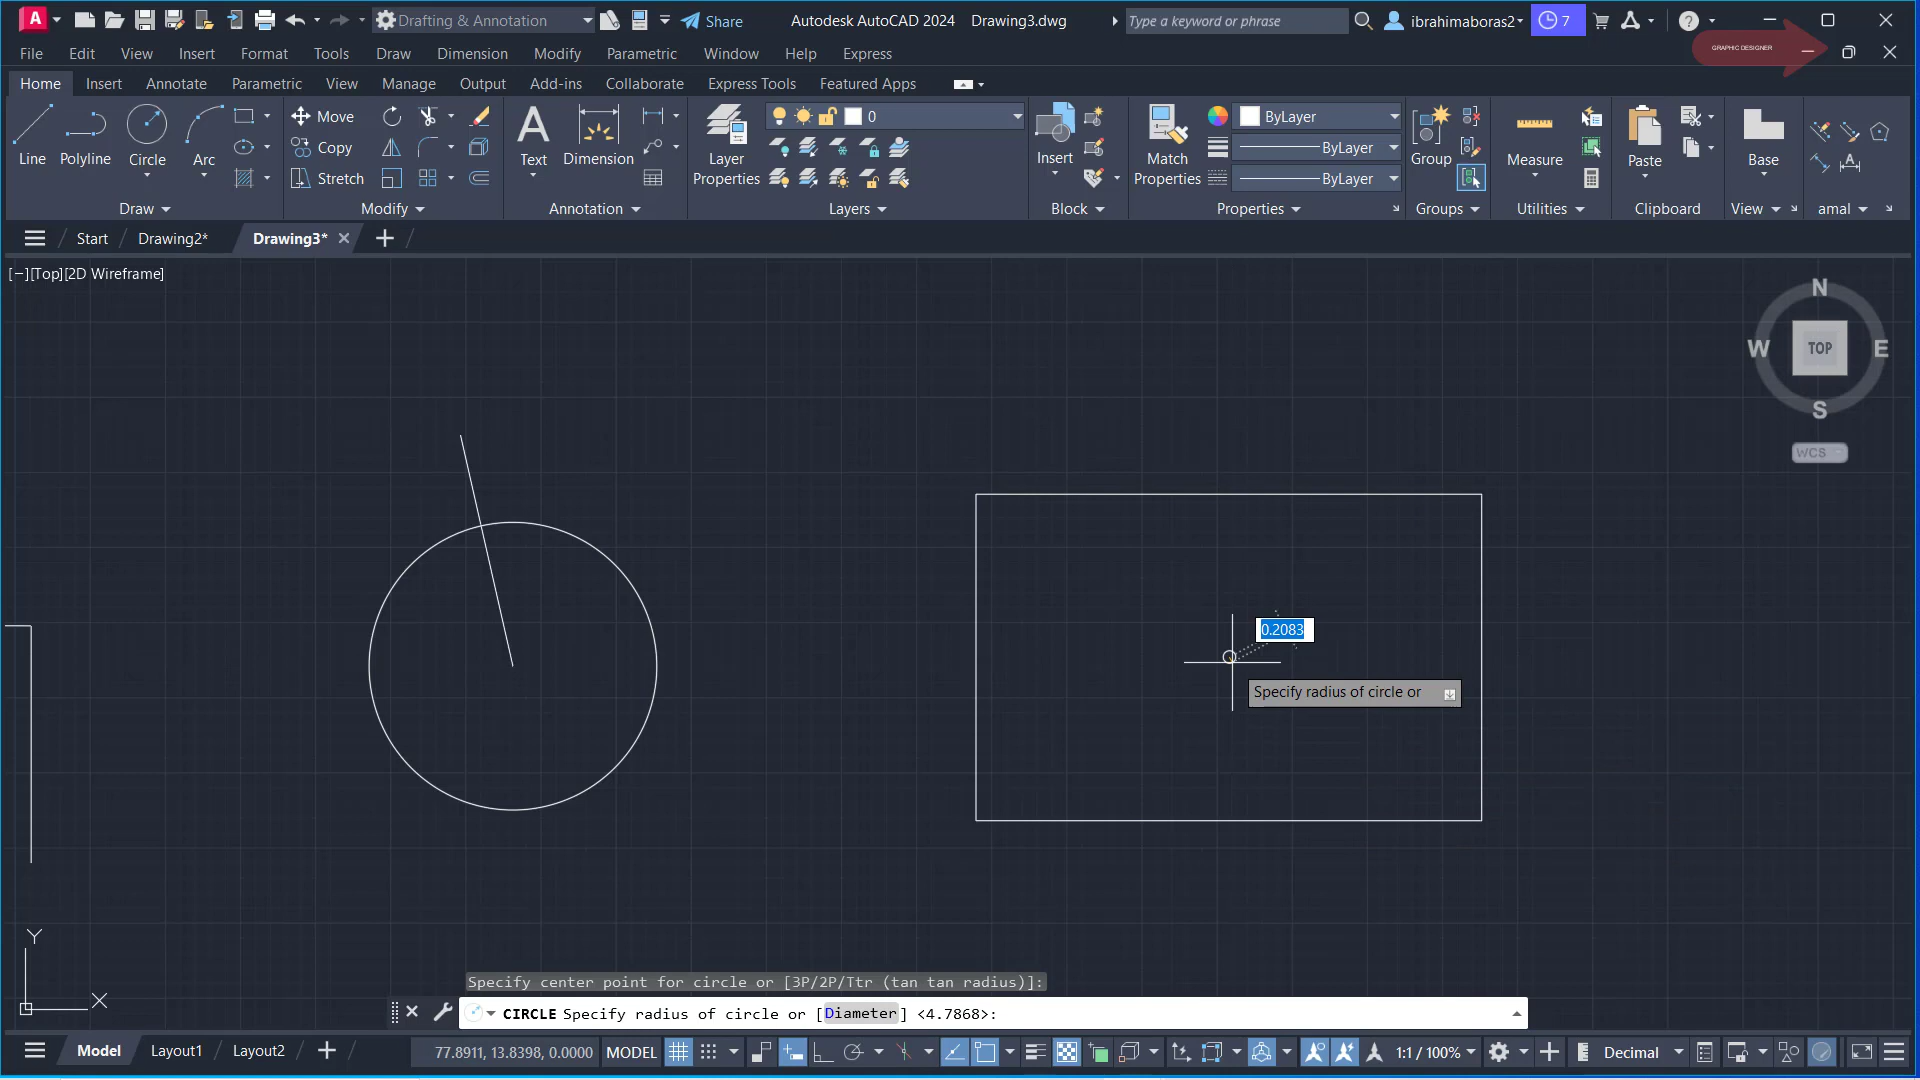 Drafting & Annotation
Share
Autodesk AutoCAD 2024 Drawing3.dwg
Type a keyword or phrase
ibrahimaboras2
7
GRAPHIC DESIGNER
File Edit View Insert Format Tools Draw Dimension Modify Parametric Window Help Express
Home Insert Annotate Parametric View Manage Output Add-ins Collaborate Express Tools Featured Apps
Line Polyline Circle Arc
Move
Copy
Stretch
Text Dimension
Layer Properties
0
Insert
Match Properties
ByLayer
ByLayer
ByLayer
Group
Measure
Paste
Base
Draw Modify Annotation Layers Block Properties Groups Utilities Clipboard View amal
Start Drawing2* Drawing3*
[−][Top][2D Wireframe]
N
W TOP E
S
WCS
0.2083
Specify radius of circle or
Y
X
Specify center point for circle or [3P/2P/Ttr (tan tan radius)]:
CIRCLE Specify radius of circle or [Diameter] <4.7868>:
Model Layout1 Layout2
77.8911, 13.8398, 0.0000 MODEL
1:1 / 100%
Decimal